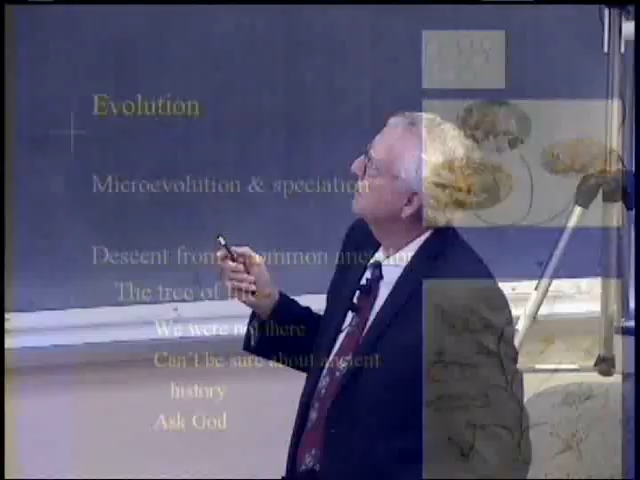 Evolution
Microevolution & speciation
Descent from common ancestor
The tree of life
We were not there
Can't be sure about ancient
history
Ask God